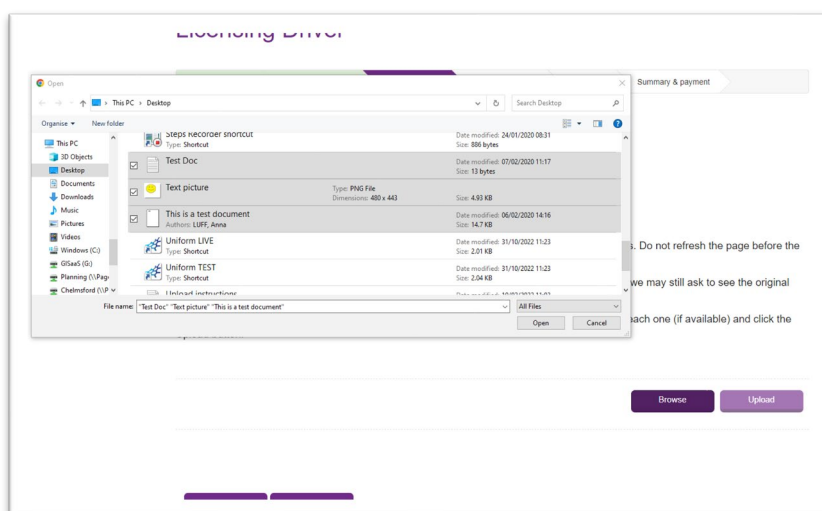 Licensing Driver
Open
Summary & payment
This PC > Desktop
Search Desktop
Organise
New folder
This PC
3D Objects
Desktop
Documents
Downloads
Music
Pictures
Videos
Windows (C:)
GISaaS (G:)
Planning (\\Page
Chelmsford (\\P
Steps Recorder shortcut
Type: Shortcut
Date modified: 24/01/2020 08:31
Size: 886 bytes
Test Doc
Date modified: 07/02/2020 11:17
Size: 13 bytes
Text picture
Type: PNG File
Dimensions: 480 x 443
Size: 4.93 KB
This is a test document
Authors: LUFF, Anna
Date modified: 06/02/2020 14:16
Size: 14.7 KB
Uniform LIVE
Type: Shortcut
Date modified: 31/10/2022 11:23
Size: 2.01 KB
Uniform TEST
Type: Shortcut
Date modified: 31/10/2022 11:23
Size: 2.04 KB
Upload instructions
File name: "Test Doc" "Text picture" "This is a test document"
All Files
Open
Cancel
s. Do not refresh the page before the
we may still ask to see the original
each one (if available) and click the
Browse
Upload